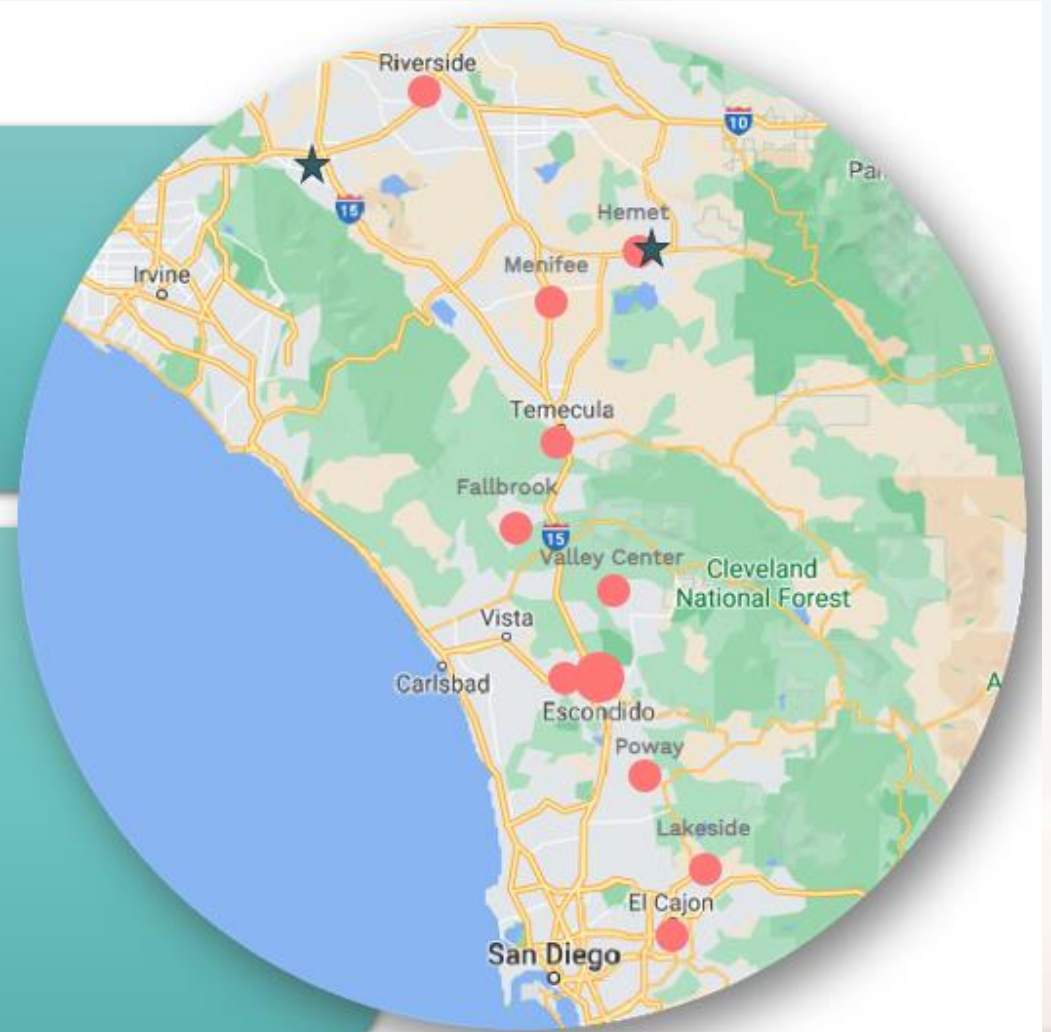 Riverside
10
Pa
15
Hemet
Menifee
Irvine
Temecula
Fallbrook
15
Valley Center
Cleveland
National Forest
Vista
Carlsbad
A
Escondido
Poway
Lakeside
El Cajon
San Diego